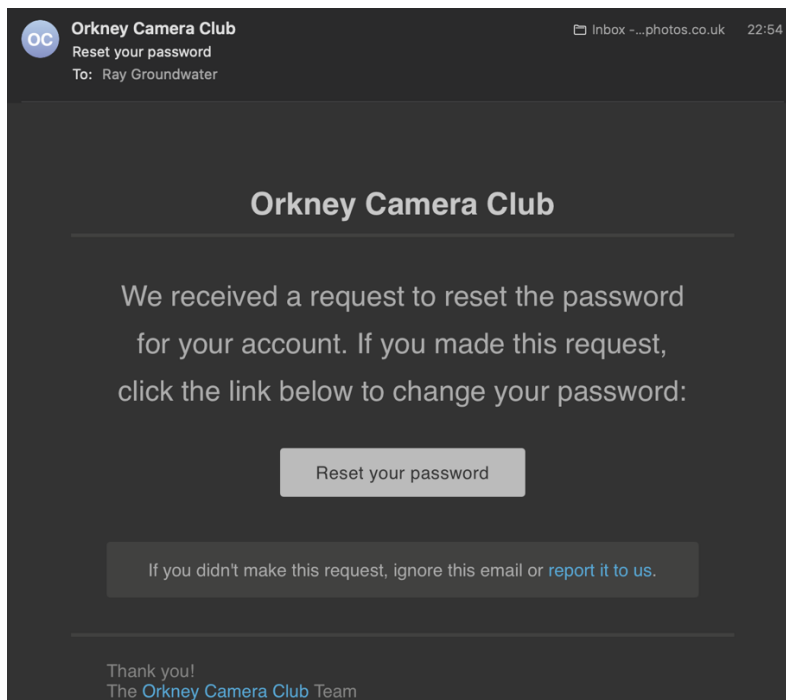 OC
Orkney Camera Club
Inbox -...photos.co.uk 22:54
Reset your password
To: Ray Groundwater
Orkney Camera Club
We received a request to reset the password
for your account. If you made this request,
click the link below to change your password:
Reset your password
If you didn't make this request, ignore this email or report it to us.
Thank you!
The Orkney Camera Club Team